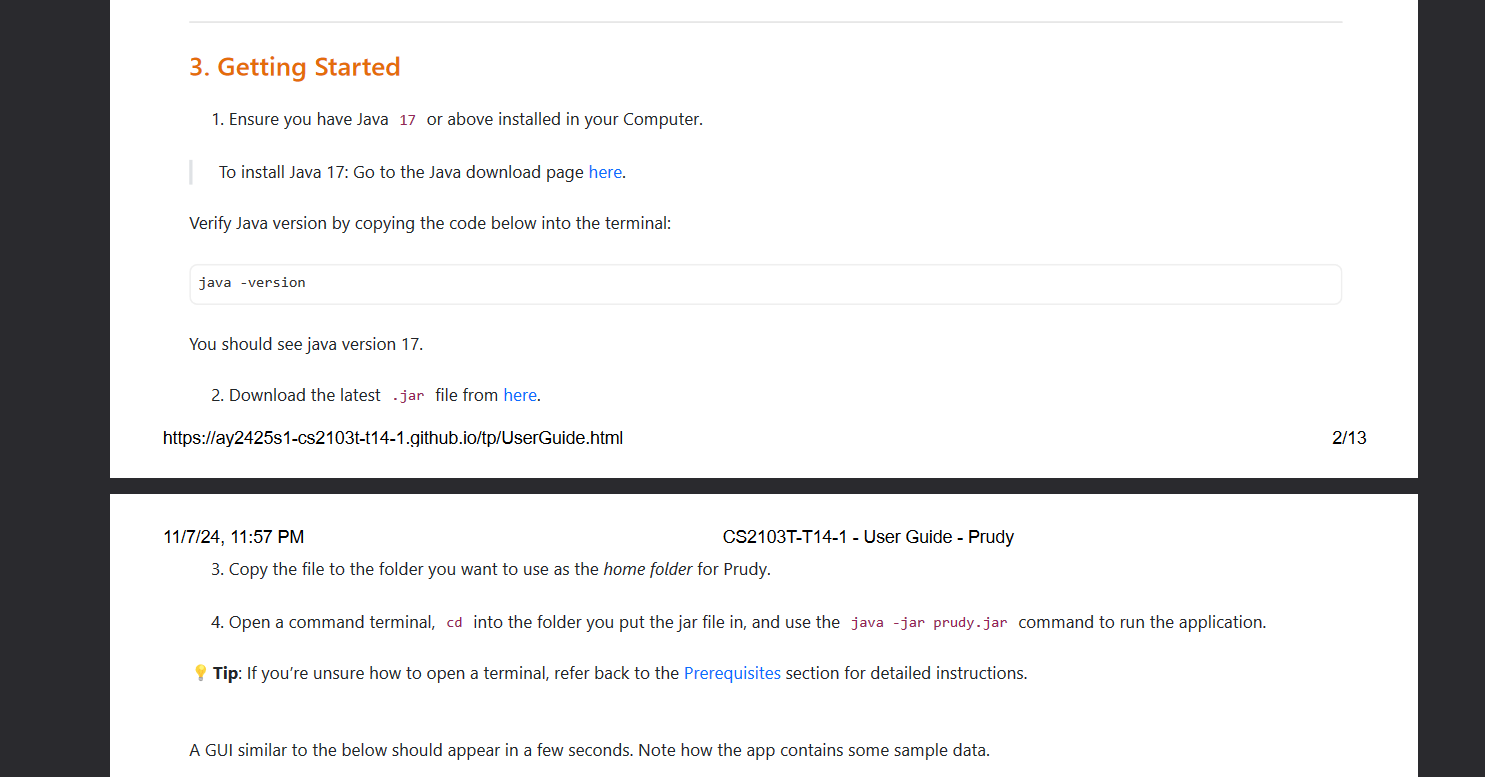 3. Getting Started
1. Ensure you have Java 17 or above installed in your Computer.
To install Java 17: Go to the Java download page here.
Verify Java version by copying the code below into the terminal:
java -version
You should see java version 17.
2. Download the latest .jar file from here.
https://ay2425s1-cs2103t-t14-1.github.io/tp/UserGuide.html 2/13
11/7/24, 11:57 PM CS2103T-T14-1 - User Guide - Prudy
3. Copy the file to the folder you want to use as the home folder for Prudy.
4. Open a command terminal, cd into the folder you put the jar file in, and use the java -jar prudy.jar command to run the application.
💡 Tip: If you’re unsure how to open a terminal, refer back to the Prerequisites section for detailed instructions.
A GUI similar to the below should appear in a few seconds. Note how the app contains some sample data.